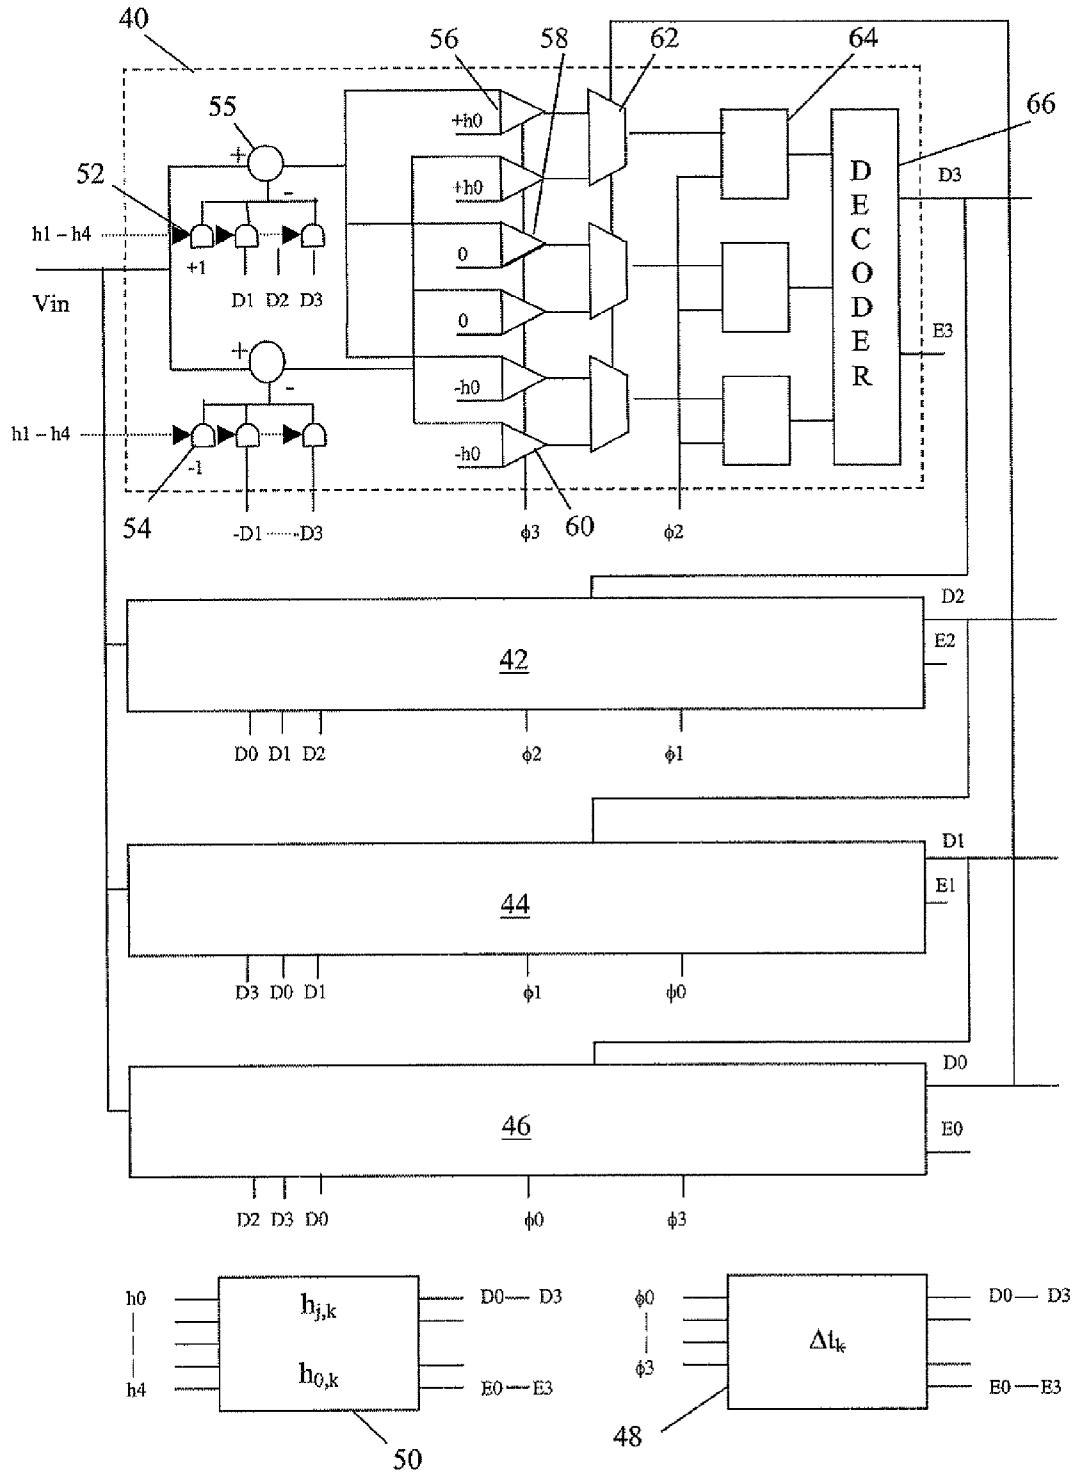 40
56
58
62
64
55
66
52
+
-
+h0
+h0
0
0
-h0
-h0
DECODER
D3
h1 – h4
+1
D1 D2 D3
Vin
E3
+
-
h1 – h4
-1
54
-D1 ······ -D3
ϕ3
60
ϕ2
D2
E2
42
D0 D1 D2
ϕ2
ϕ1
D1
E1
44
D3 D0 D1
ϕ1
ϕ0
D0
E0
46
D2 D3 D0
ϕ0
ϕ3
h0
h4
hj,k
h0,k
D0 — D3
E0 — E3
50
ϕ0
ϕ3
Δtk
D0 — D3
E0 — E3
48